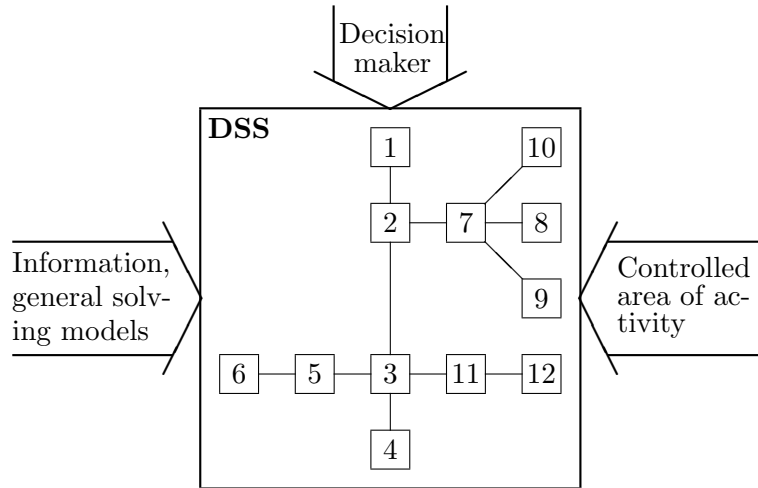 Decision
maker
DSS
1
10
2
7
8
Information,
general solv-
ing models
9
Controlled
area of ac-
tivity
6
5
3
11
12
4